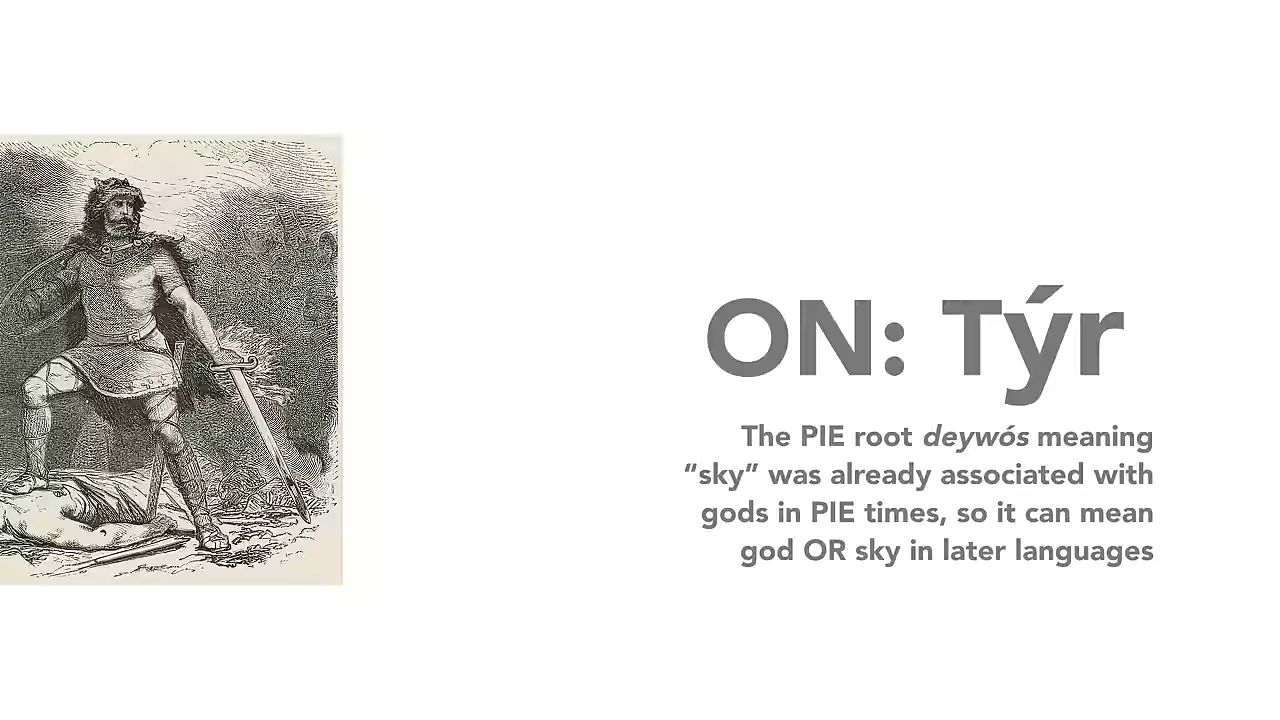 ON: Týr
The PIE root deywós meaning
“sky” was already associated with
gods in PIE times, so it can mean
god OR sky in later languages